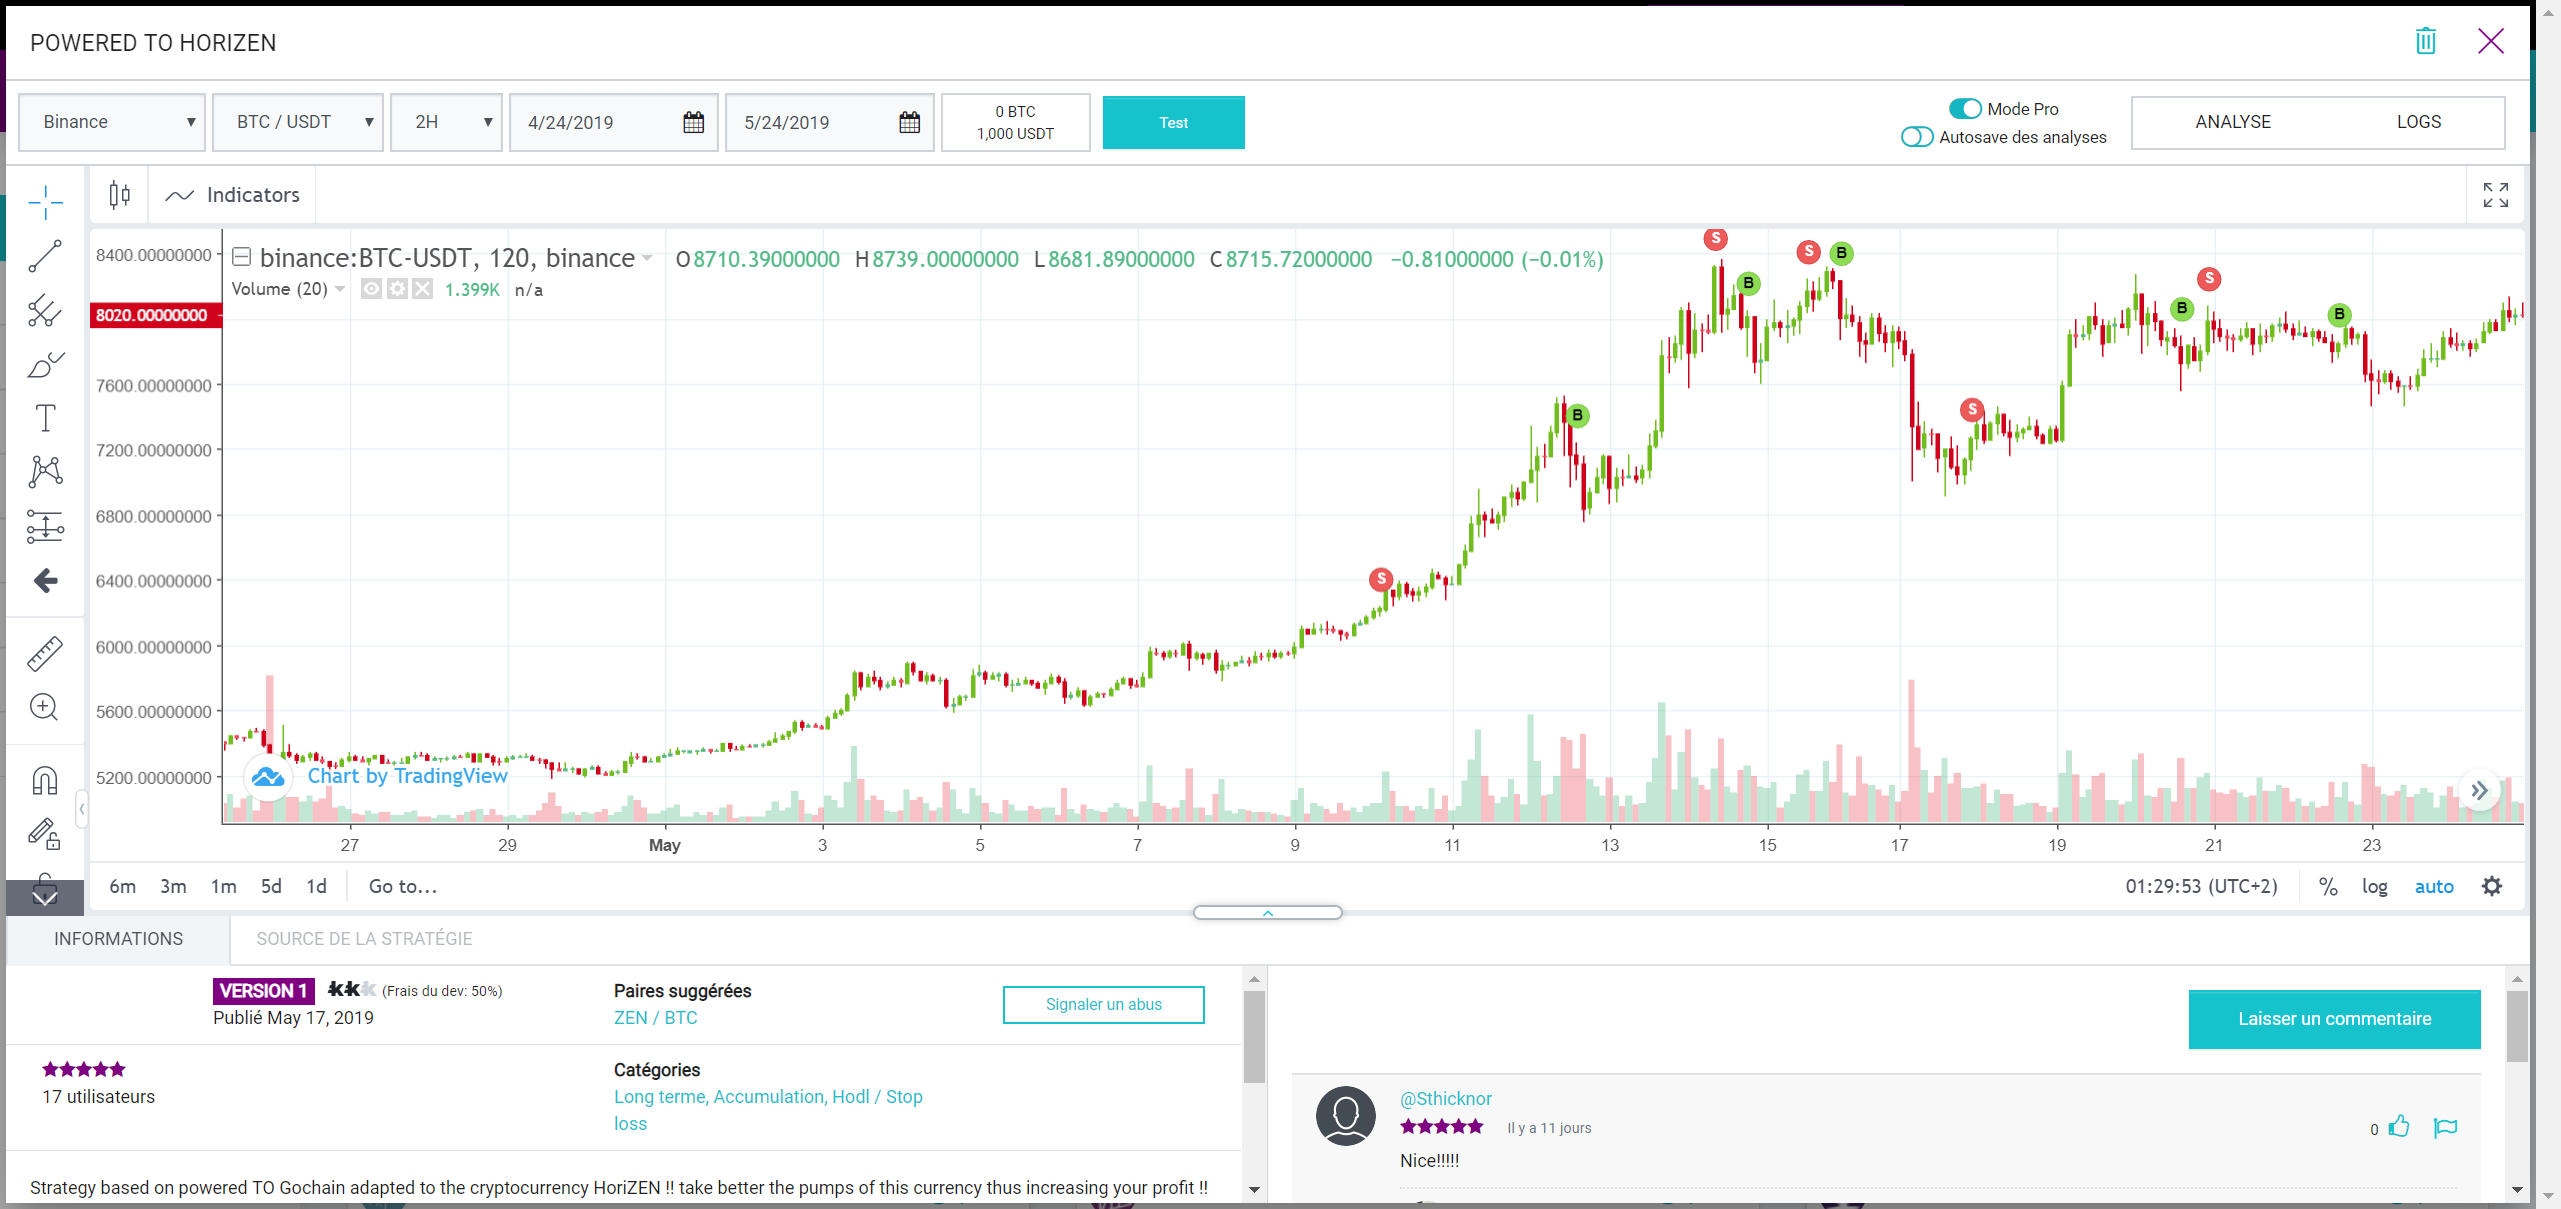 POWERED TO HORIZEN
Binance
BTC / USDT
2H
4/24/2019
5/24/2019
0 BTC
1,000 USDT
Test
Mode Pro
Autosave des analyses
ANALYSE
LOGS
Indicators
binance:BTC-USDT, 120, binance
O8710.39000000 H8739.00000000 L8681.89000000 C8715.72000000 −0.81000000 (−0.01%)
Volume (20) 1.399K n/a
8400.00000000
8020.00000000
7600.00000000
7200.00000000
6800.00000000
6400.00000000
6000.00000000
5600.00000000
5200.00000000
S
B
S
B
S
B
S
B
S
B
Chart by TradingView
27 29 May 3 5 7 9 11 13 15 17 19 21 23
6m 3m 1m 5d 1d Go to...
01:29:53 (UTC+2) % log auto
INFORMATIONS
SOURCE DE LA STRATÉGIE
VERSION 1
(Frais du dev: 50%)
Publié May 17, 2019
Paires suggérées
ZEN / BTC
Signaler un abus
17 utilisateurs
Catégories
Long terme, Accumulation, Hodl / Stop
loss
Strategy based on powered TO Gochain adapted to the cryptocurrency HoriZEN !! take better the pumps of this currency thus increasing your profit !!
Laisser un commentaire
@Sthicknor
Il y a 11 jours
0
Nice!!!!!